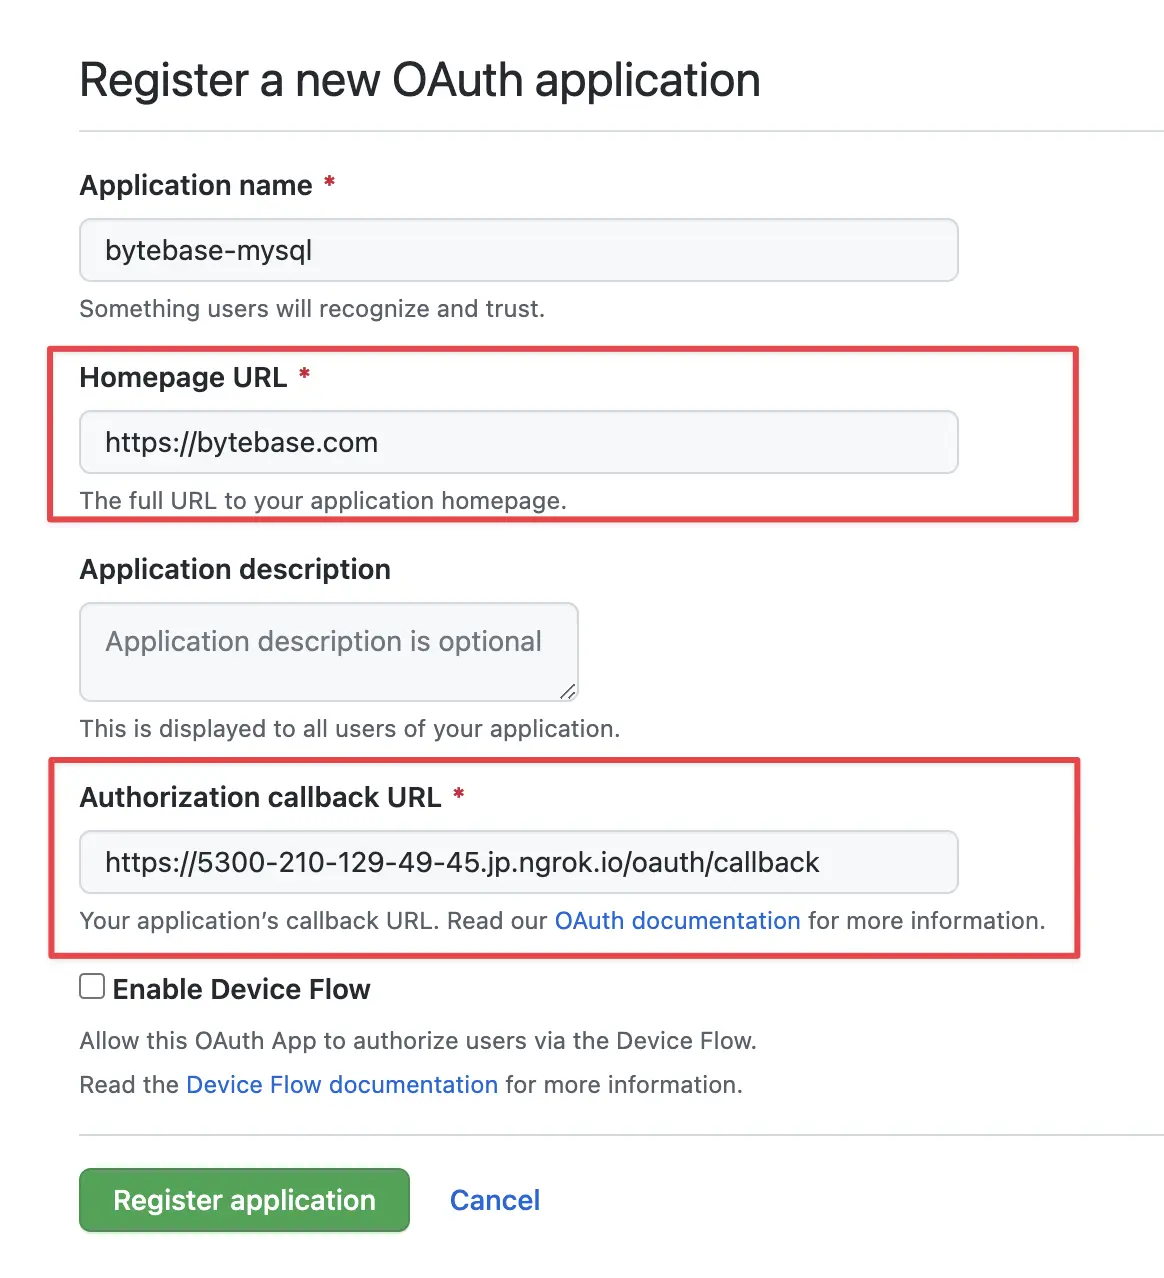 Register a new OAuth application
Application name *
bytebase-mysql
Something users will recognize and trust.
Homepage URL *
https://bytebase.com
The full URL to your application homepage.
Application description
Application description is optional
This is displayed to all users of your application.
Authorization callback URL *
https://5300-210-129-49-45.jp.ngrok.io/oauth/callback
Your application’s callback URL. Read our OAuth documentation for more information.
Enable Device Flow
Allow this OAuth App to authorize users via the Device Flow.
Read the Device Flow documentation for more information.
Register application Cancel